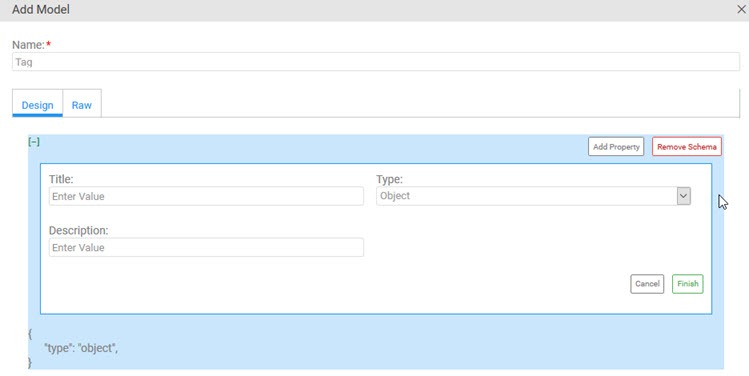 Add Model
Name:*
Tag
Design Raw
[-] Add Property Remove Schema
Title: Type:
Enter Value Object
Description:
Enter Value
Cancel Finish
{
"type": "object",
}